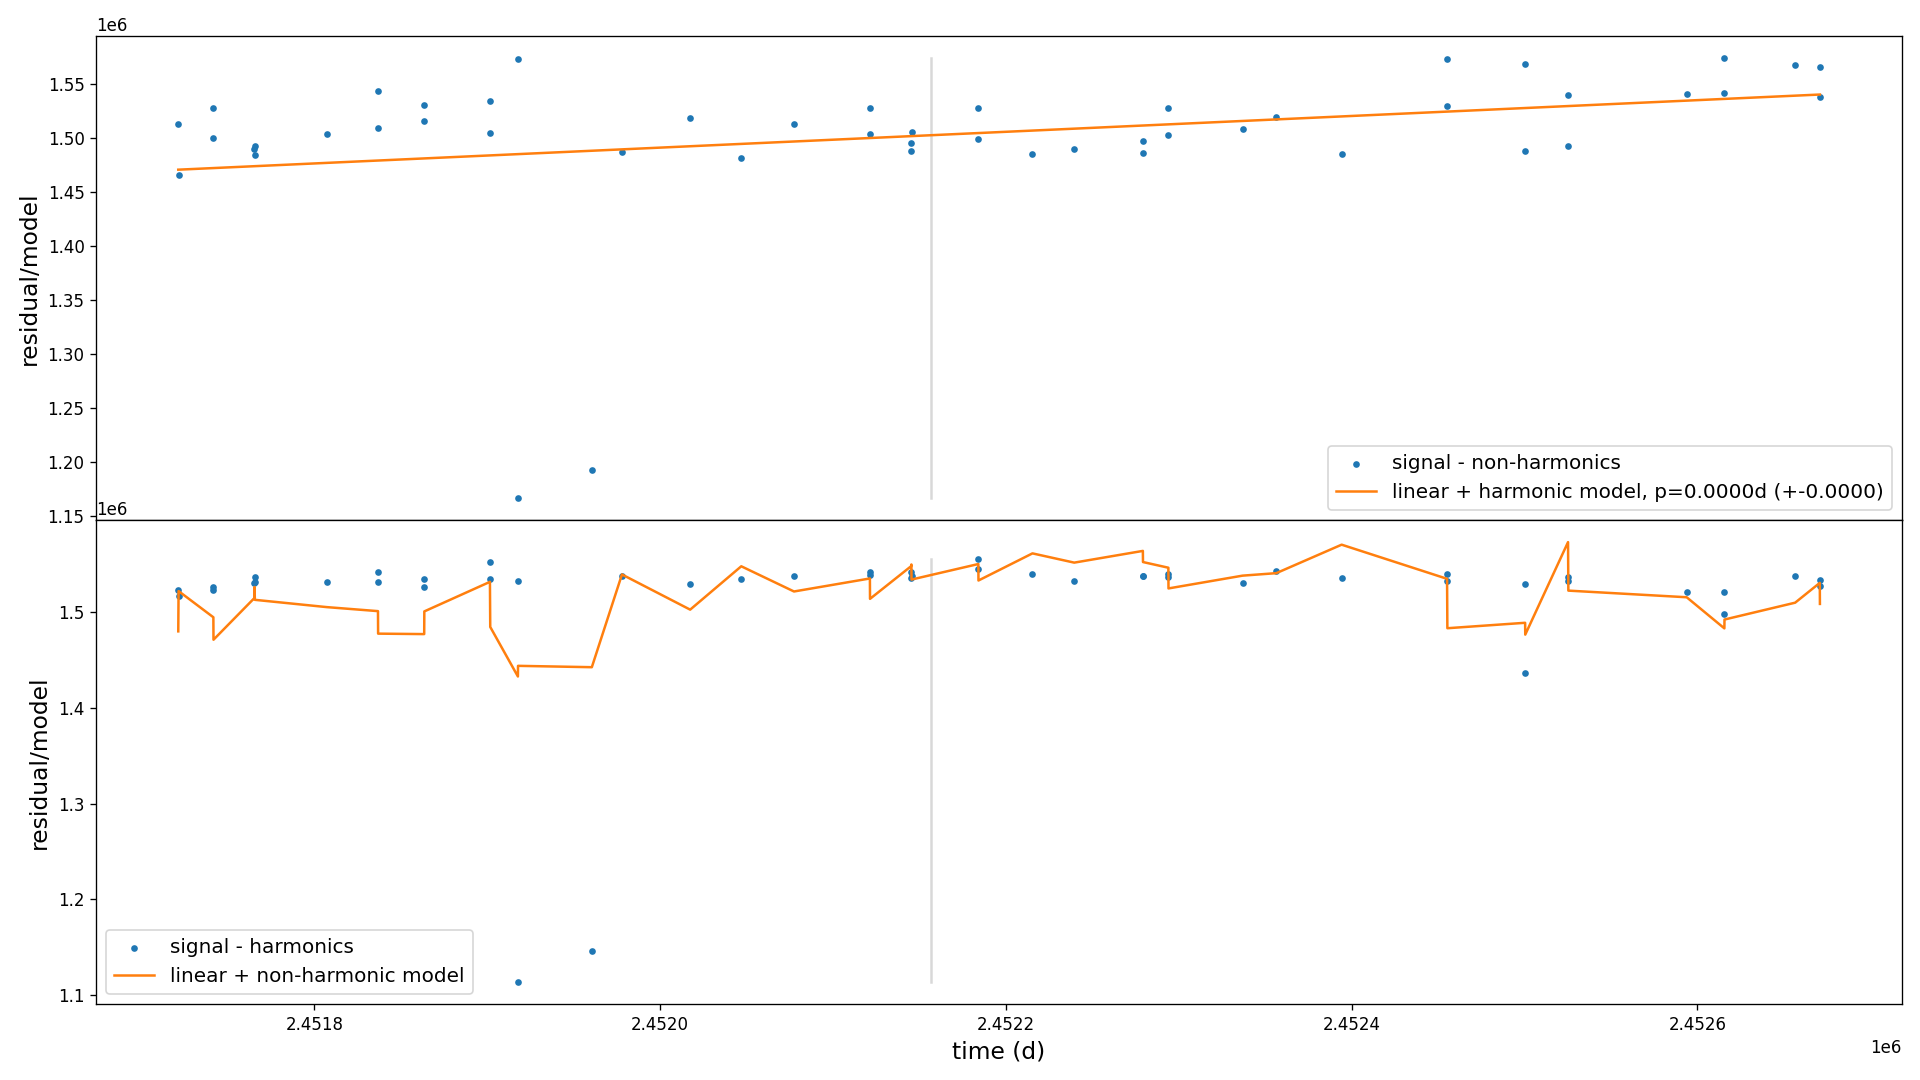 1e6
1.55
1.50
1.45
1.40
1.35
1.30
1.25
1.20
1.15
residual/model
signal - non-harmonics
linear + harmonic model, p=0.0000d (+-0.0000)
1e6
1.5
1.4
1.3
1.2
1.1
residual/model
signal - harmonics
linear + non-harmonic model
2.4518 2.4520 2.4522 2.4524 2.4526
1e6
time (d)